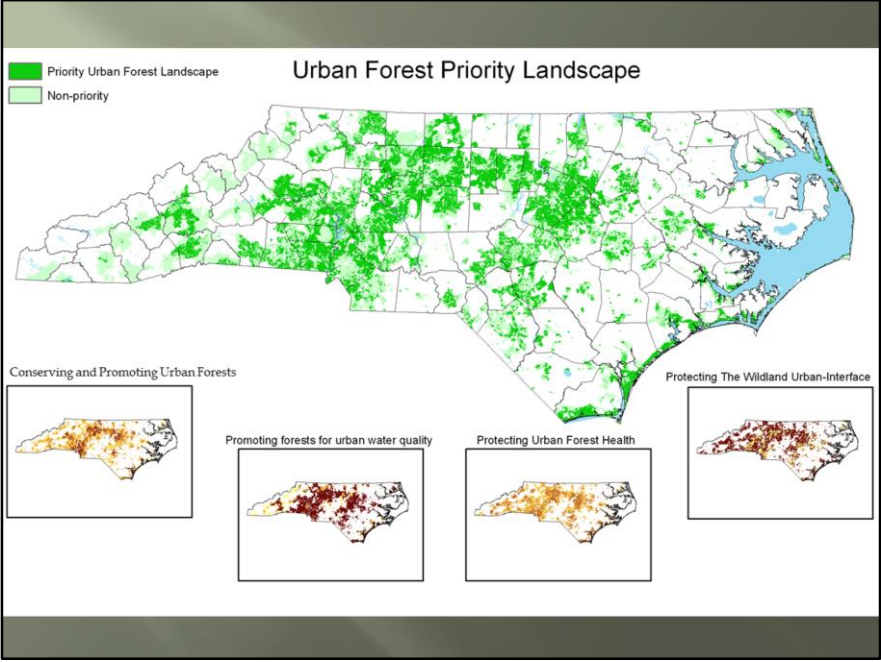 Urban Forest Priority Landscape
Priority Urban Forest Landscape
Non-priority
Conserving and Promoting Urban Forests
Promoting forests for urban water quality
Protecting Urban Forest Health
Protecting The Wildland Urban-Interface